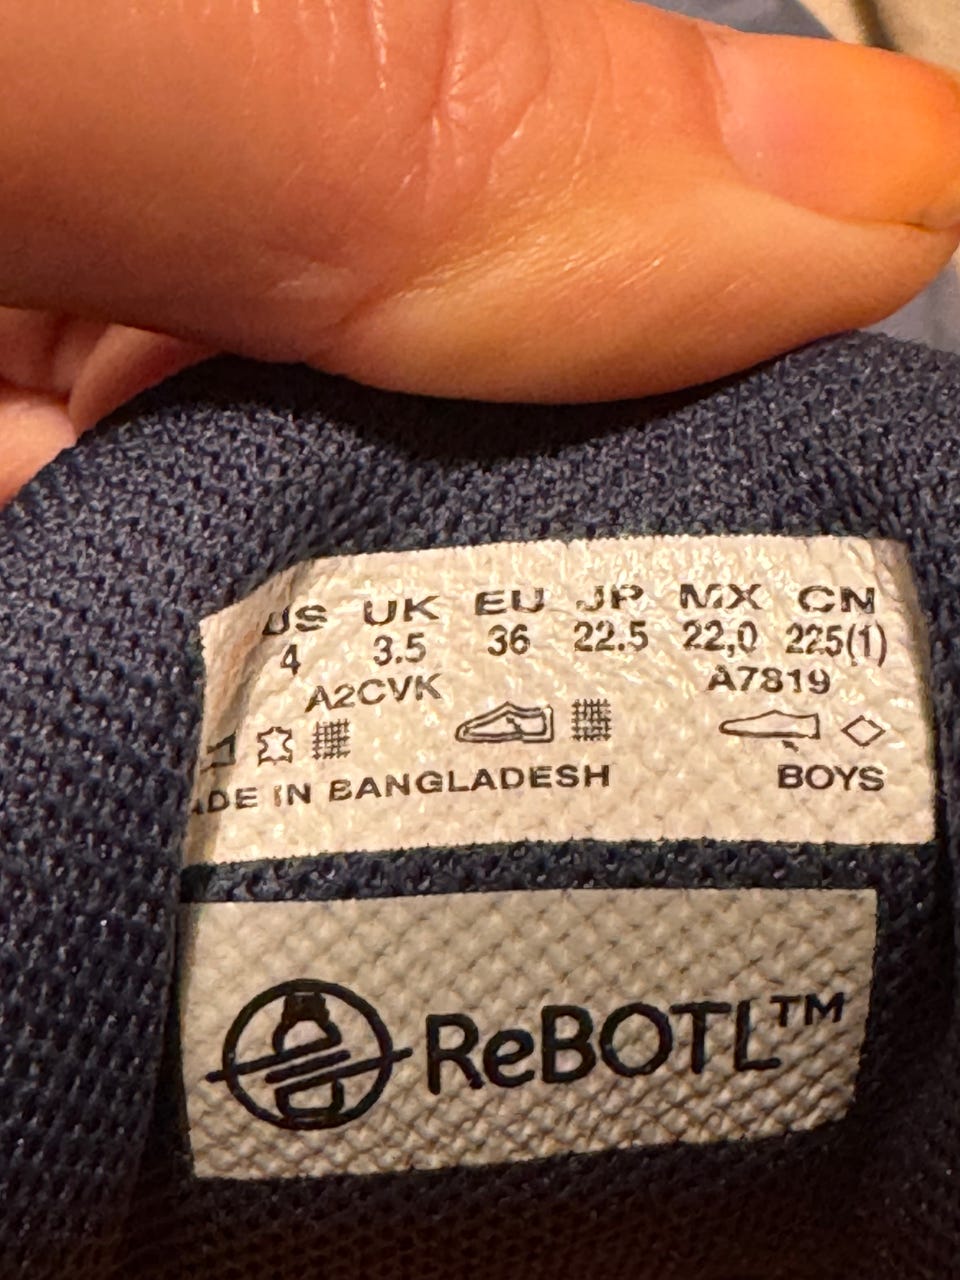 US UK EU JP MX CN
4 3.5 36 22.5 22,0 225(1)
A2CVK A7819
ADE IN BANGLADESH BOYS
ReBOTL™